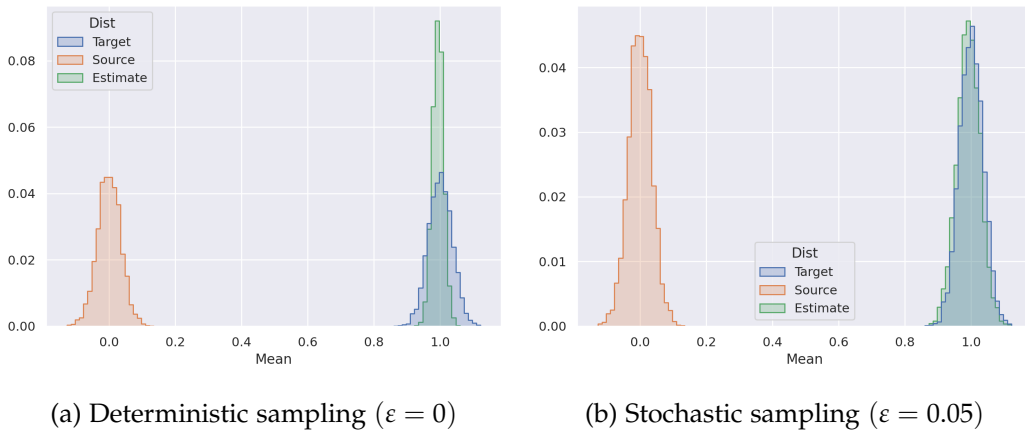 Dist
Target
Source
Estimate
0.08
0.06
0.04
0.02
0.00
0.0 0.2 0.4 0.6 0.8 1.0
Mean
(a) Deterministic sampling (ε = 0)
0.04
0.03
0.02
0.01
0.00
Dist
Target
Source
Estimate
0.0 0.2 0.4 0.6 0.8 1.0
Mean
(b) Stochastic sampling (ε = 0.05)